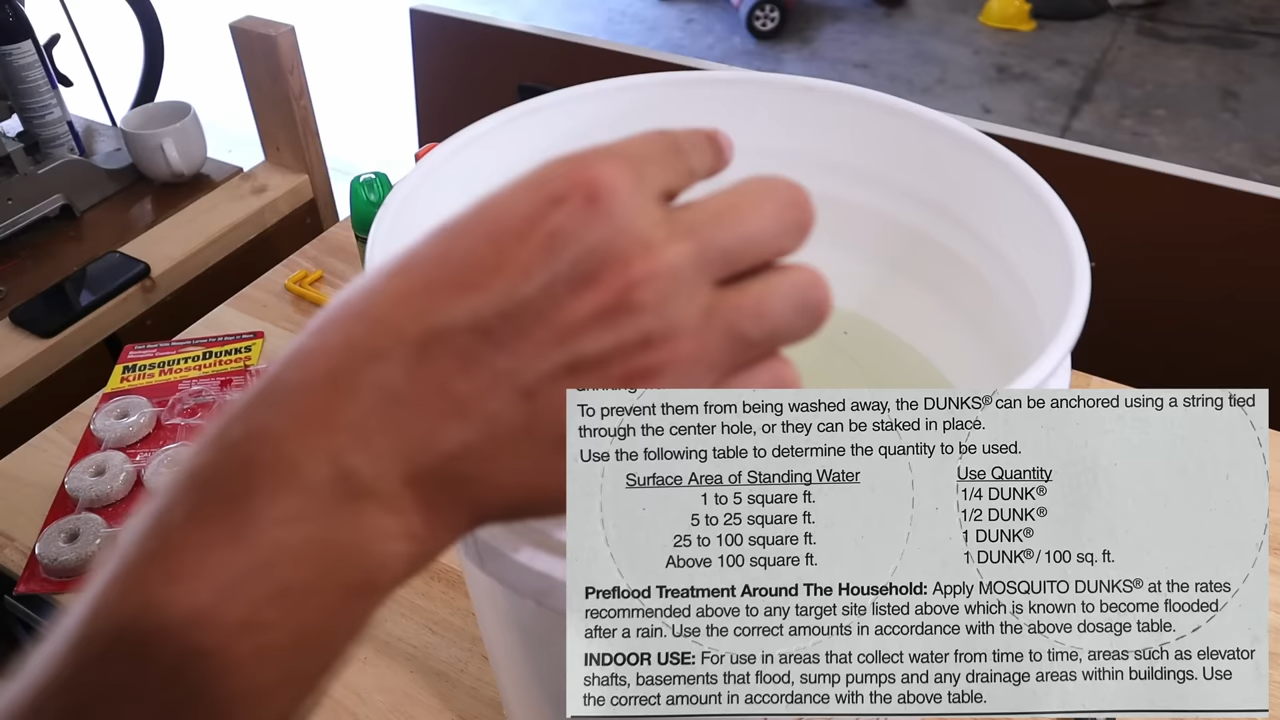 MOSQUITO DUNKS®
Kills Mosquitoes
To prevent them from being washed away, the DUNKS® can be anchored using a string tied
through the center hole, or they can be staked in place.
Use the following table to determine the quantity to be used.
Surface Area of Standing Water Use Quantity
1 to 5 square ft. 1/4 DUNK®
5 to 25 square ft. 1/2 DUNK®
25 to 100 square ft. 1 DUNK®
Above 100 square ft. 1 DUNK®/100 sq. ft.
Preflood Treatment Around The Household: Apply MOSQUITO DUNKS® at the rates
recommended above to any target site listed above which is known to become flooded
after a rain. Use the correct amounts in accordance with the above dosage table.
INDOOR USE: For use in areas that collect water from time to time, areas such as elevator
shafts, basements that flood, sump pumps and any drainage areas within buildings. Use
the correct amount in accordance with the above table.